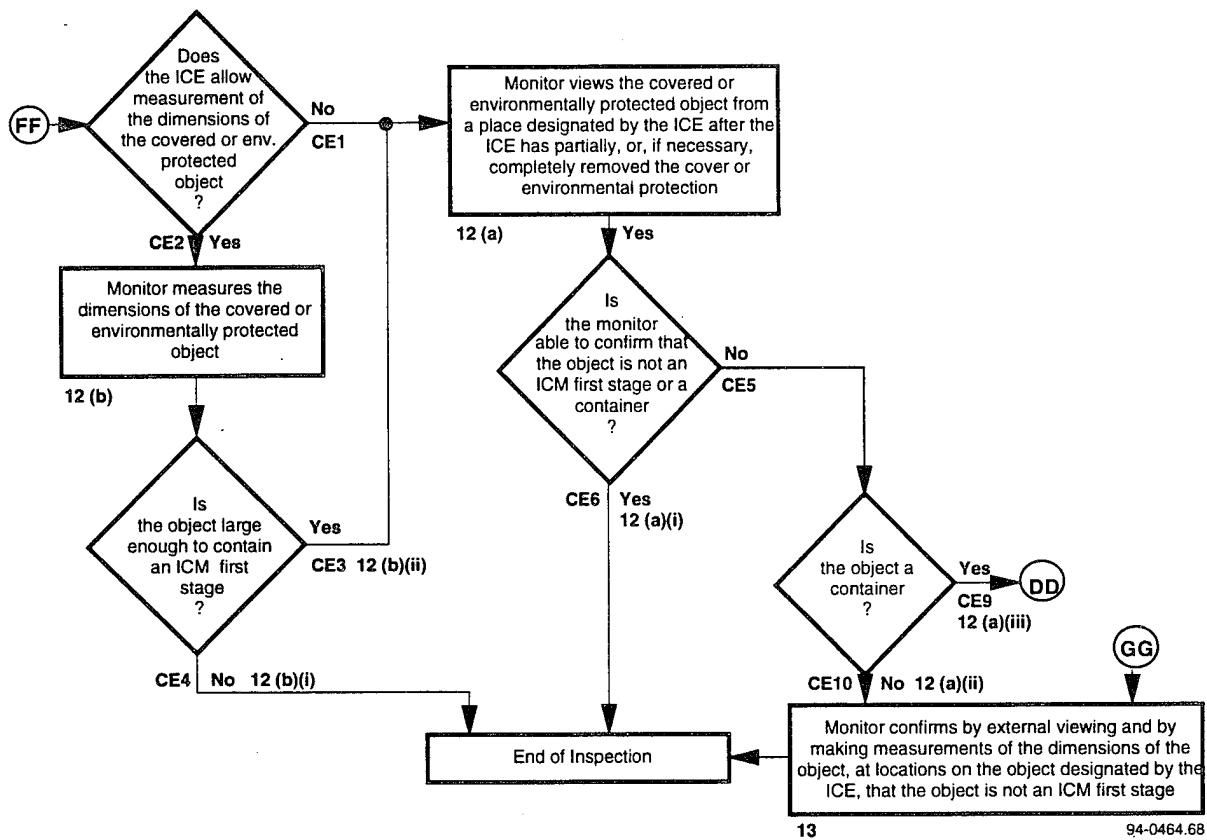 FF
Does
the ICE allow
measurement of
the dimensions of
the covered or env.
protected
object
?
No
CE1
Monitor views the covered or
environmentally protected object from
a place designated by the ICE after the
ICE has partially, or, if necessary,
completely removed the cover or
environmental protection
CE2 Yes
12 (a) Yes
Monitor measures the
dimensions of the covered or
environmentally protected
object
12 (b)
Is
the monitor
able to confirm that
the object is not an
ICM first stage or a
container
?
No
CE5
Is
the object large
enough to contain
an ICM first
stage
?
Yes
CE3 12 (b)(ii)
CE6 Yes
12 (a)(i)
Is
the object a
container
?
Yes
CE9
12 (a)(iii)
DD
CE4 No 12 (b)(i)
GG
CE10 No 12 (a)(ii)
End of Inspection
Monitor confirms by external viewing and by
making measurements of the dimensions of the
object, at locations on the object designated by the
ICE, that the object is not an ICM first stage
13
94-0464.68